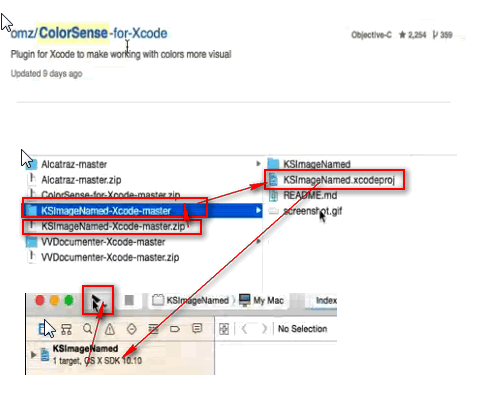 omz/ColorSense-for-Xcode
Objective-C ★ 2,254 359
Plugin for Xcode to make working with colors more visual
Updated 9 days ago
Alcatraz-master
Alcatraz-master.zip
ColorSense-for-Xcode-master.zip
KSImageNamed-Xcode-master
KSImageNamed-Xcode-master.zip
VVDocumenter-Xcode-master
VVDocumenter-Xcode-master.zip
KSImageNamed
KSImageNamed.xcodeproj
README.md
screenshot.gif
KSImageNamed 〉 My Mac
Index
No Selection
KSImageNamed
1 target, OS X SDK 10.10